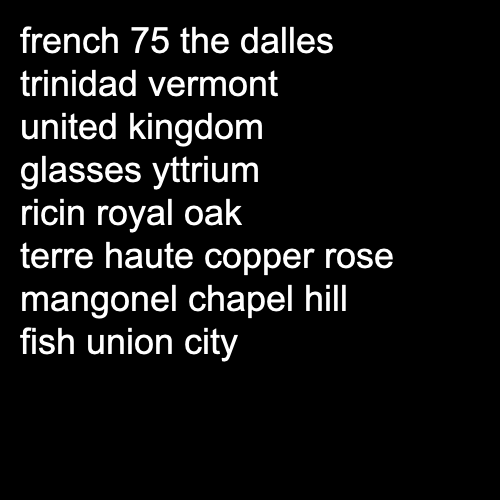 french 75 the dalles
trinidad vermont
united kingdom
glasses yttrium
ricin royal oak
terre haute copper rose
mangonel chapel hill
fish union city